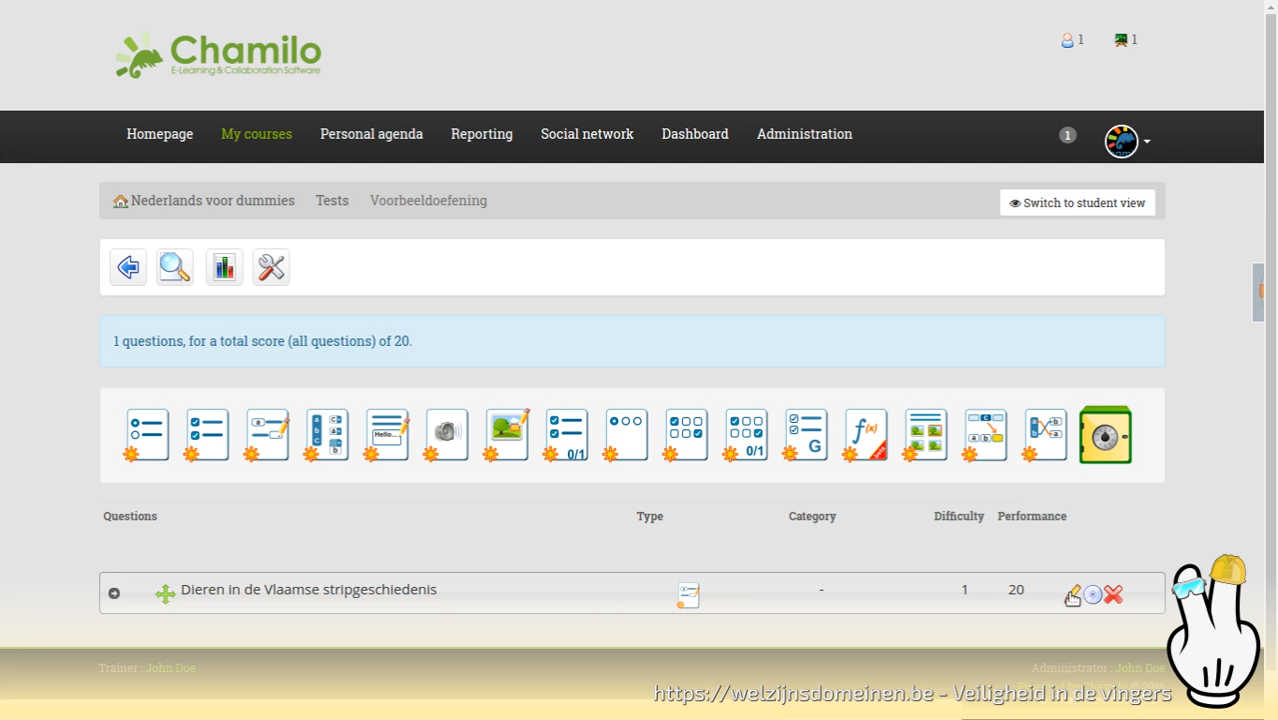 Chamilo
E-Learning & Collaboration Software
1 1
Homepage My courses Personal agenda Reporting Social network Dashboard Administration 1
Nederlands voor dummies / Tests / Voorbeeldoefening Switch to student view
1 questions, for a total score (all questions) of 20.
Hello... 0/1 0/1 G f(x)
Questions Type Category Difficulty Performance
Dieren in de Vlaamse stripgeschiedenis - 1 20
Trainer : John Doe Administrator : John Doe
https://welzijnsdomeinen.be - Veiligheid in de vingers